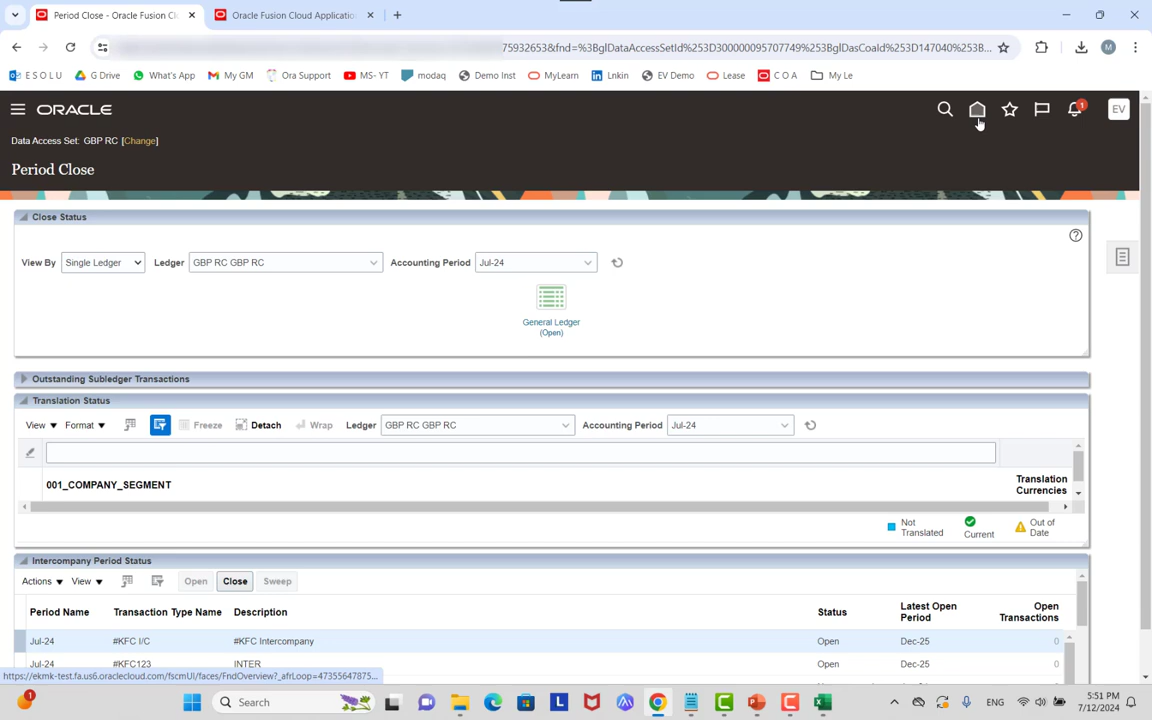 Period Close - Oracle Fusion Cl
Oracle Fusion Cloud Application
75932653&fnd=%3BglDataAccessSetId%253D300000095707749%253BglDasCoaId%253D147040%253B...
E S O L U
G Drive
What's App
My GM
Ora Support
MS- YT
modaq
Demo Inst
MyLearn
Lnkin
EV Demo
Lease
C O A
My Le
M
ORACLE
1
EV
Data Access Set: GBP RC [Change]
Period Close
Close Status
View By Single Ledger Ledger GBP RC GBP RC Accounting Period Jul-24
General Ledger
(Open)
Outstanding Subledger Transactions
Translation Status
View Format Freeze Detach Wrap Ledger GBP RC GBP RC Accounting Period Jul-24
001_COMPANY_SEGMENT
Translation
Currencies
Not
Translated
Current
Out of
Date
Intercompany Period Status
Actions View Open Close Sweep
Period Name Transaction Type Name Description Status Latest Open
Period Open
Transactions
Jul-24 #KFC I/C #KFC Intercompany Open Dec-25 0
Jul-24 #KFC123 INTER Open Dec-25 0
https://ekmk-test.fa.us6.oraclecloud.com/fscmUI/faces/FndOverview?_afrLoop=47355647875...
1
Search
ENG
5:51 PM
7/12/2024